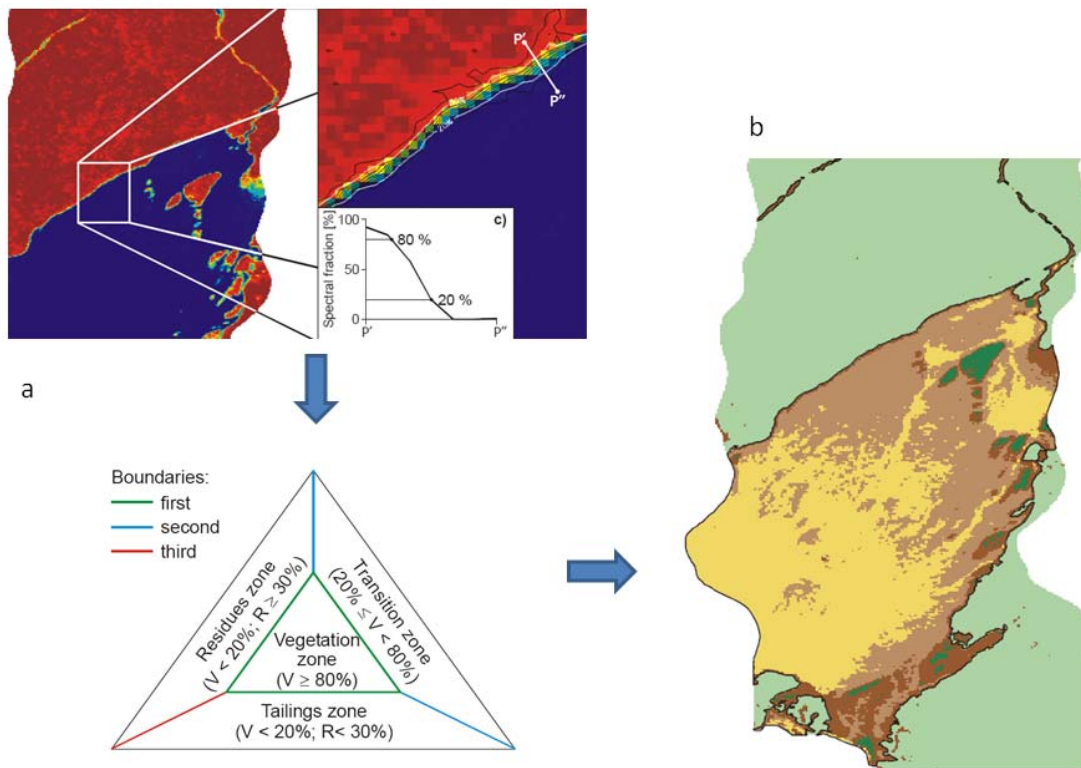 P'
P"
c)
Spectral fraction [%]
100
50
0
80 %
20 %
P'
P"
a
b
Boundaries:
first
second
third
Residues zone
(V < 20%; R ≥ 30%)
Transition zone
(20% ≤ V < 80%)
Vegetation
zone
(V ≥ 80%)
Tailings zone
(V < 20%; R< 30%)